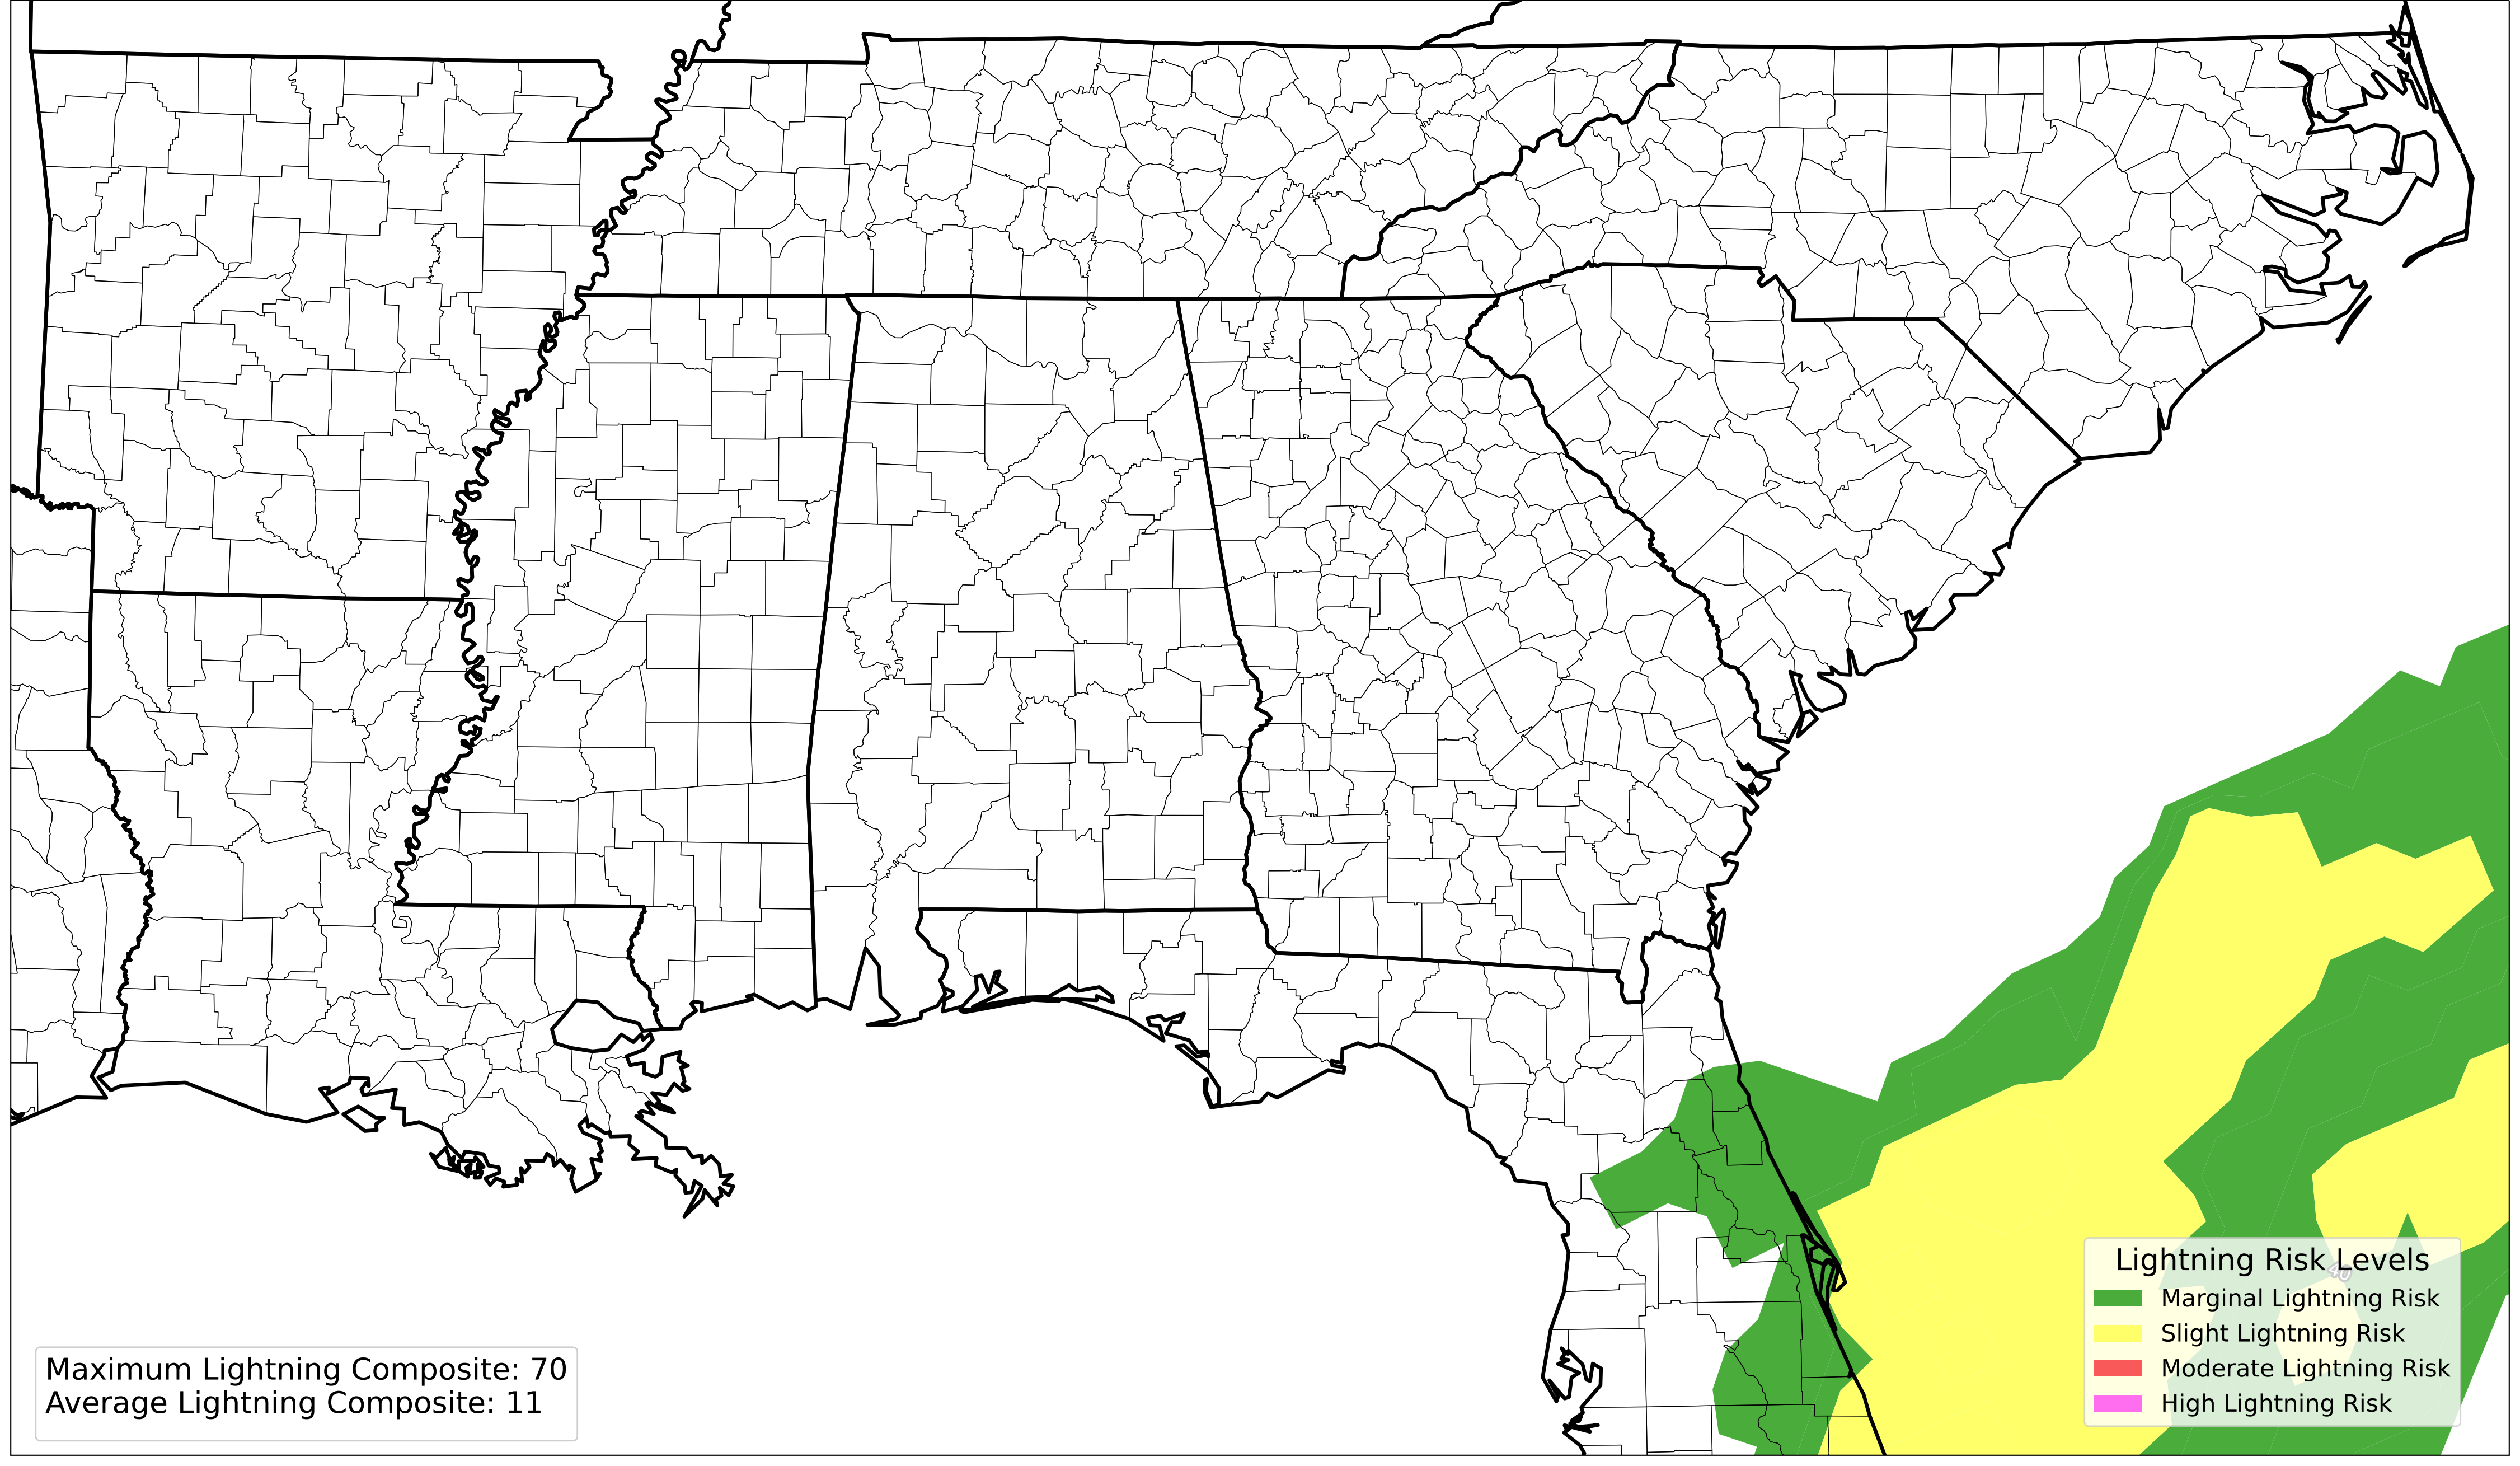 40
Lightning Risk Levels
Marginal Lightning Risk
Slight Lightning Risk
Moderate Lightning Risk
High Lightning Risk
Maximum Lightning Composite: 70
Average Lightning Composite: 11